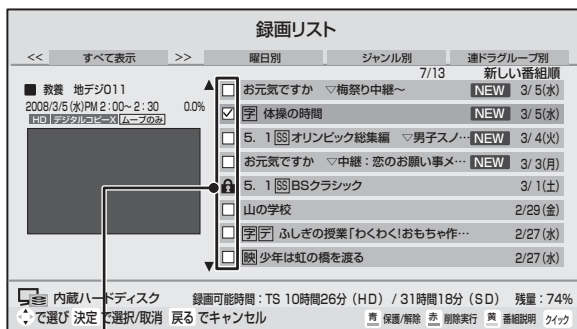 録画リスト
<< すべて表示 >> 曜日別 ジャンル別 連ドラグループ別
7/13 新しい番組順
■ 教養 地デジ011
2008/3/5(水)PM2:00~2:30 0.0%
HD デジタルコピーX ムーブのみ
お元気ですか ▽梅祭り中継~ NEW 3/5(水)
字 体操の時間 NEW 3/5(水)
5.1SSオリンピック総集編 ▽男子スノ… NEW 3/4(火)
お元気ですか ▽中継:恋のお願い事メ… NEW 3/3(月)
5.1SSBSクラシック 3/1(土)
山の学校 2/29(金)
字デ ふしぎの授業「わくわく!おもちゃ作… 2/27(水)
映少年は虹の橋を渡る 2/27(水)
内蔵ハードディスク 録画可能時間:TS 10時間26分(HD)/31時間18分(SD) 残量:74%
で選び 決定 で選択/取消 戻る でキャンセル 青 保護/解除 赤 削除実行 黄 番組説明 クイック